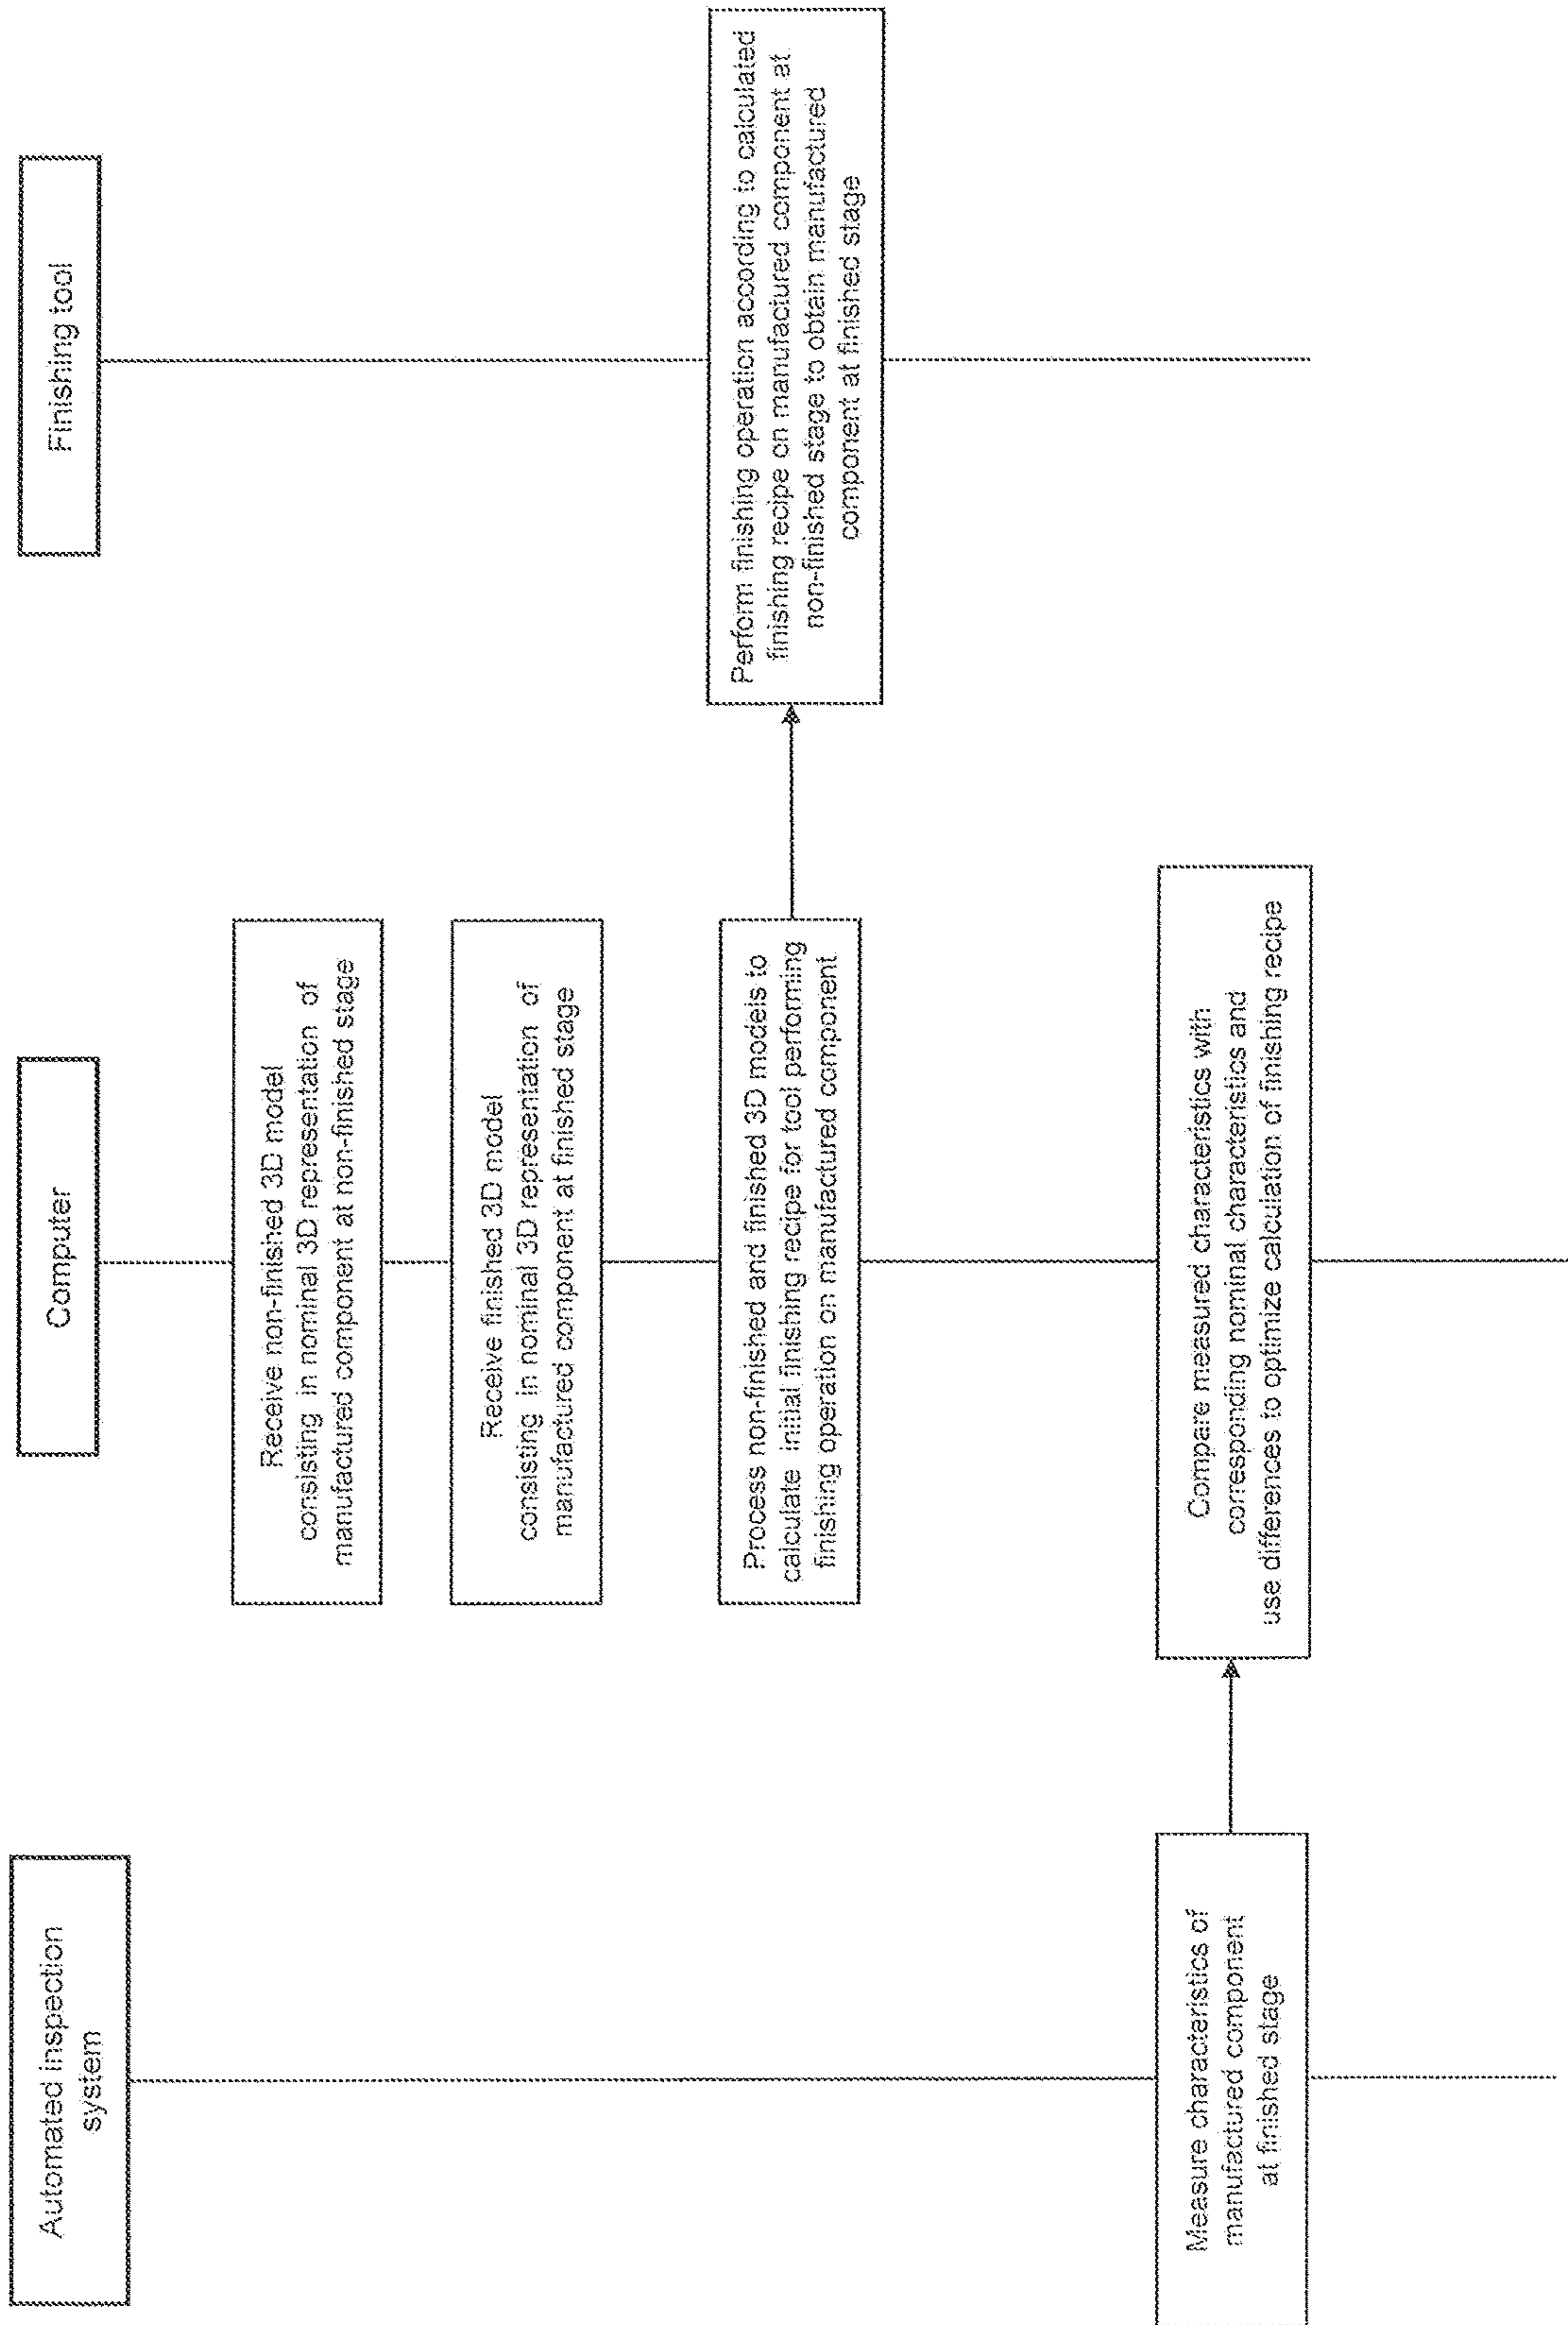 Automated inspection
system
Computer
Finishing tool
Receive non-finished 3D model
consisting in nominal 3D representation of
manufactured component at non-finished stage
Receive finished 3D model
consisting in nominal 3D representation of
manufactured component at finished stage
Process non-finished and finished 3D models to
calculate initial finishing recipe for tool performing
finishing operation on manufactured component
Perform finishing operation according to calculated
finishing recipe on manufactured component at
non-finished stage to obtain manufactured
component at finished stage
Measure characteristics of
manufactured component
at finished stage
Compare measured characteristics with
corresponding nominal characteristics and
use differences to optimize calculation of finishing recipe